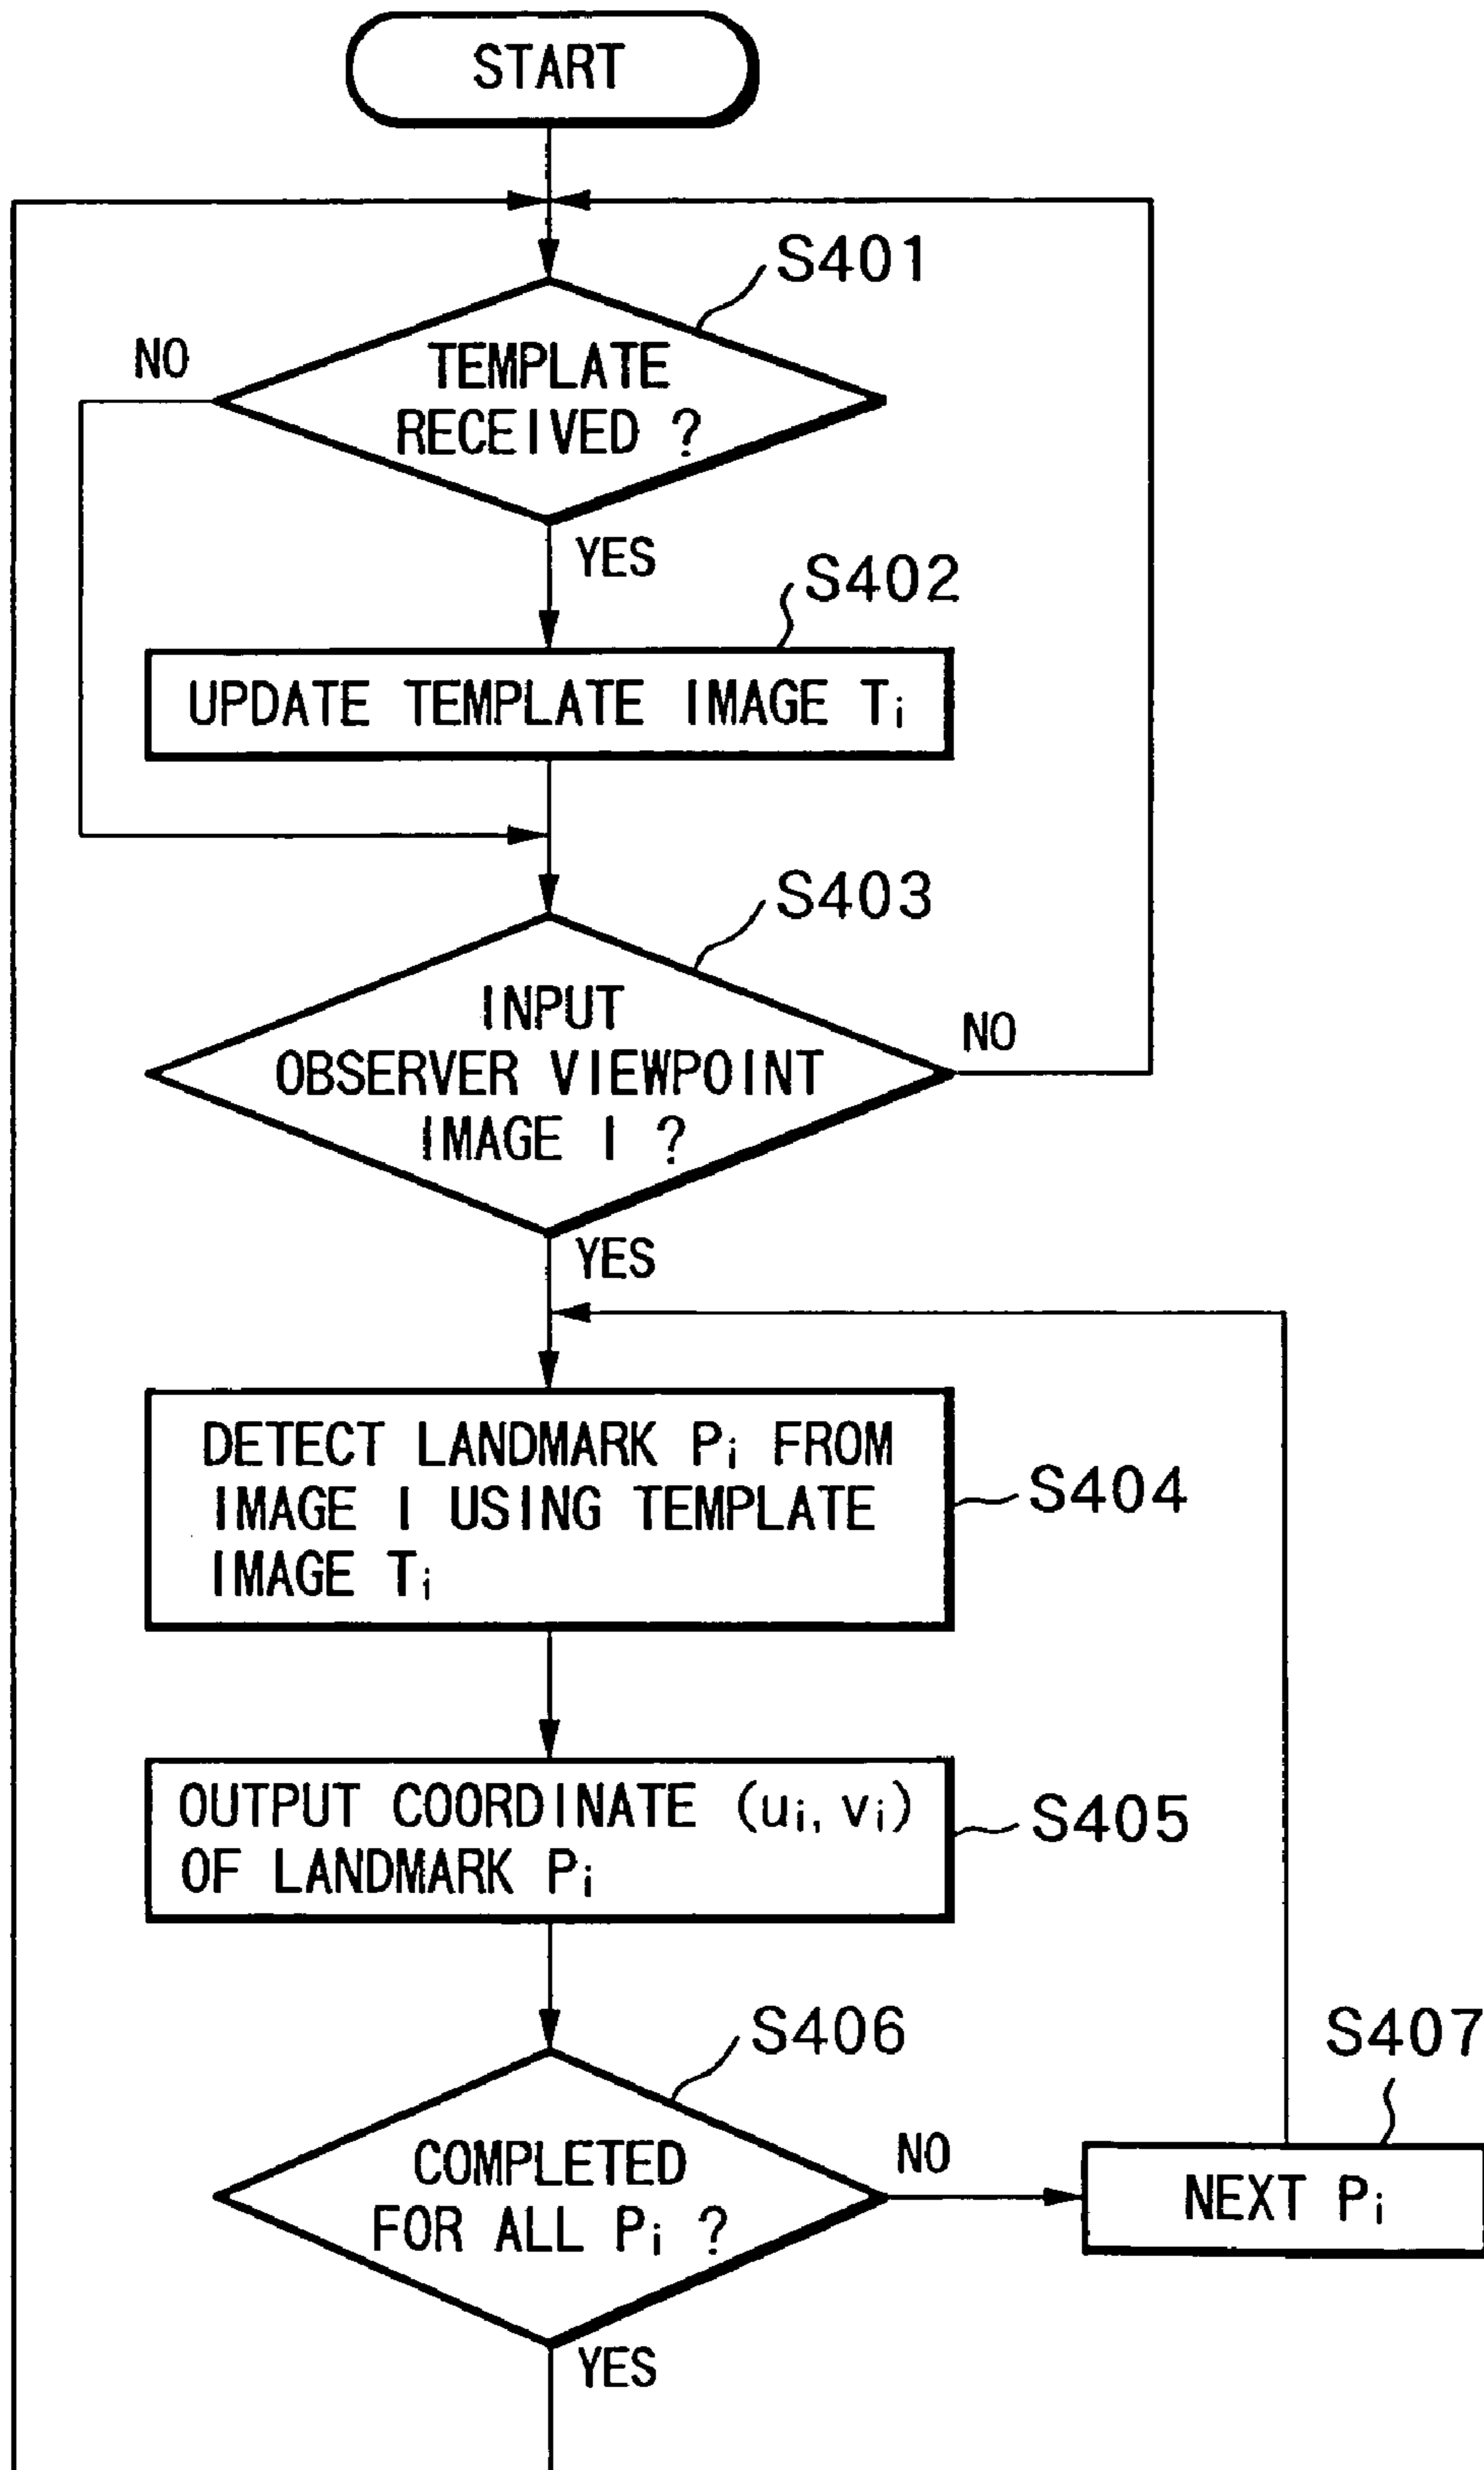 START
S401
NO
TEMPLATE
RECEIVED ?
YES
S402
UPDATE TEMPLATE IMAGE Ti
S403
INPUT
OBSERVER VIEWPOINT
IMAGE I ?
NO
YES
DETECT LANDMARK Pi FROM
IMAGE I USING TEMPLATE
IMAGE Ti
S404
OUTPUT COORDINATE (ui, vi)
OF LANDMARK Pi
S405
S406
S407
COMPLETED
FOR ALL Pi ?
NO
NEXT Pi
YES